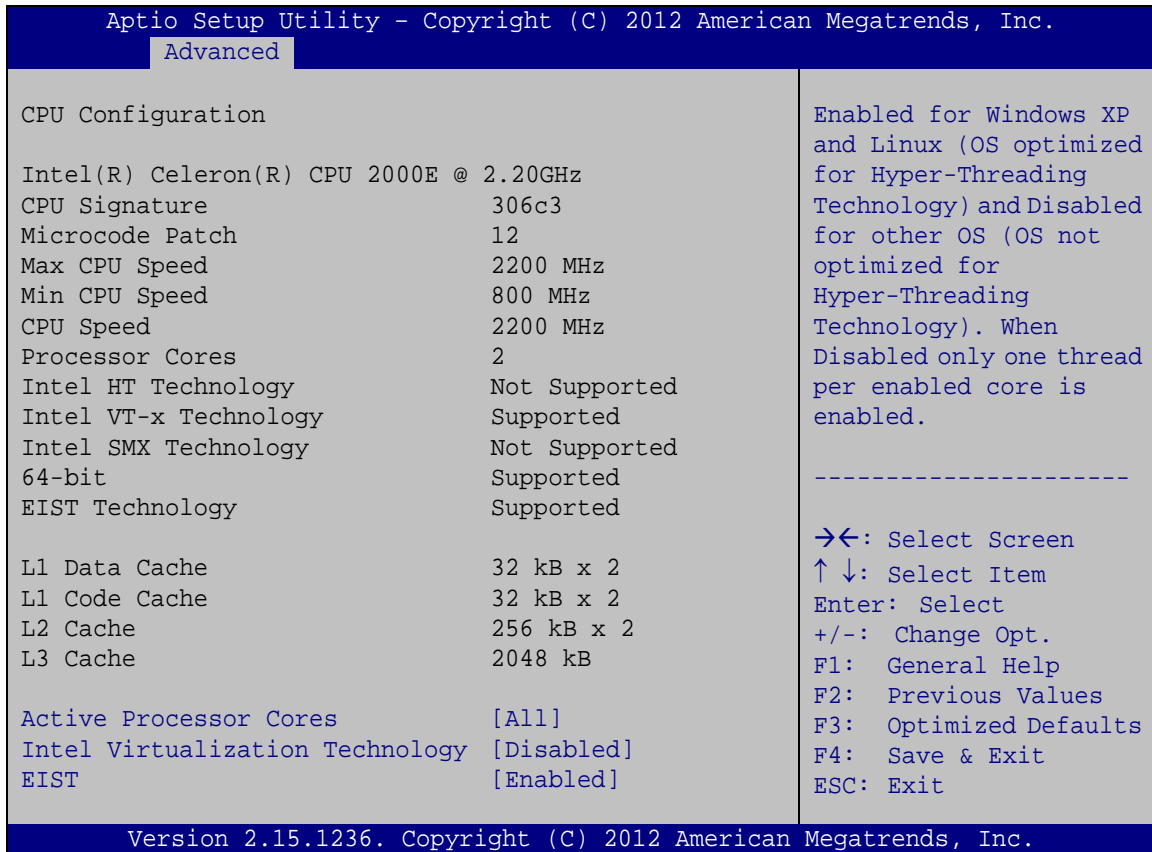 Aptio Setup Utility – Copyright (C) 2012 American Megatrends, Inc.
Advanced
CPU Configuration
Intel(R) Celeron(R) CPU 2000E @ 2.20GHz
CPU Signature 306c3
Microcode Patch 12
Max CPU Speed 2200 MHz
Min CPU Speed 800 MHz
CPU Speed 2200 MHz
Processor Cores 2
Intel HT Technology Not Supported
Intel VT-x Technology Supported
Intel SMX Technology Not Supported
64-bit Supported
EIST Technology Supported
L1 Data Cache 32 kB x 2
L1 Code Cache 32 kB x 2
L2 Cache 256 kB x 2
L3 Cache 2048 kB
Active Processor Cores [All]
Intel Virtualization Technology [Disabled]
EIST [Enabled]
Enabled for Windows XP
and Linux (OS optimized
for Hyper-Threading
Technology) and Disabled
for other OS (OS not
optimized for
Hyper-Threading
Technology). When
Disabled only one thread
per enabled core is
enabled.
----------------------
→←: Select Screen
↑ ↓: Select Item
Enter: Select
+/-: Change Opt.
F1: General Help
F2: Previous Values
F3: Optimized Defaults
F4: Save & Exit
ESC: Exit
Version 2.15.1236. Copyright (C) 2012 American Megatrends, Inc.